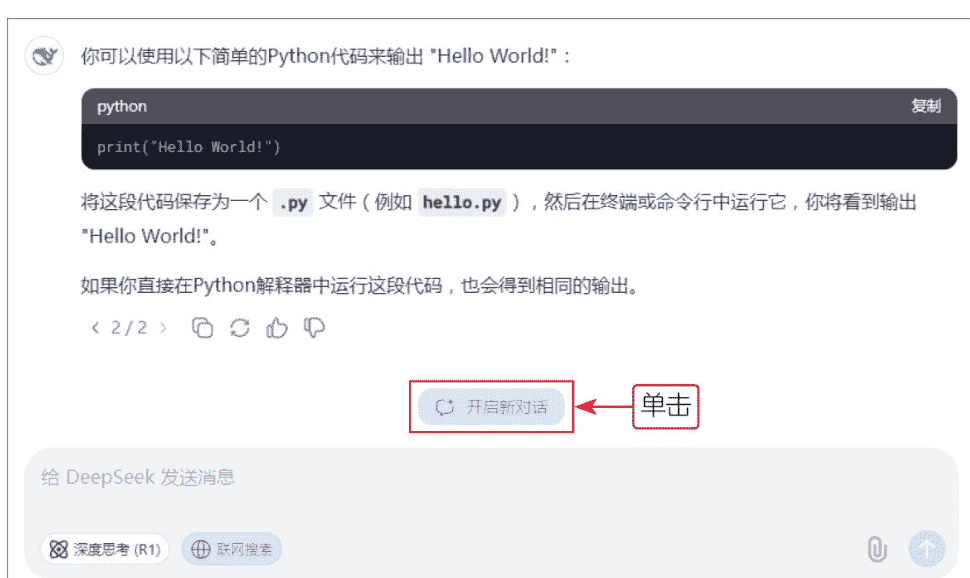 你可以使用以下简单的Python代码来输出 "Hello World!"：
python 复制
print("Hello World!")
将这段代码保存为一个 .py 文件（例如 hello.py ），然后在终端或命令行中运行它，你将看到输出
"Hello World!"。
如果你直接在Python解释器中运行这段代码，也会得到相同的输出。
< 2 / 2 >
开启新对话 单击
给 DeepSeek 发送消息
深度思考 (R1) 联网搜索